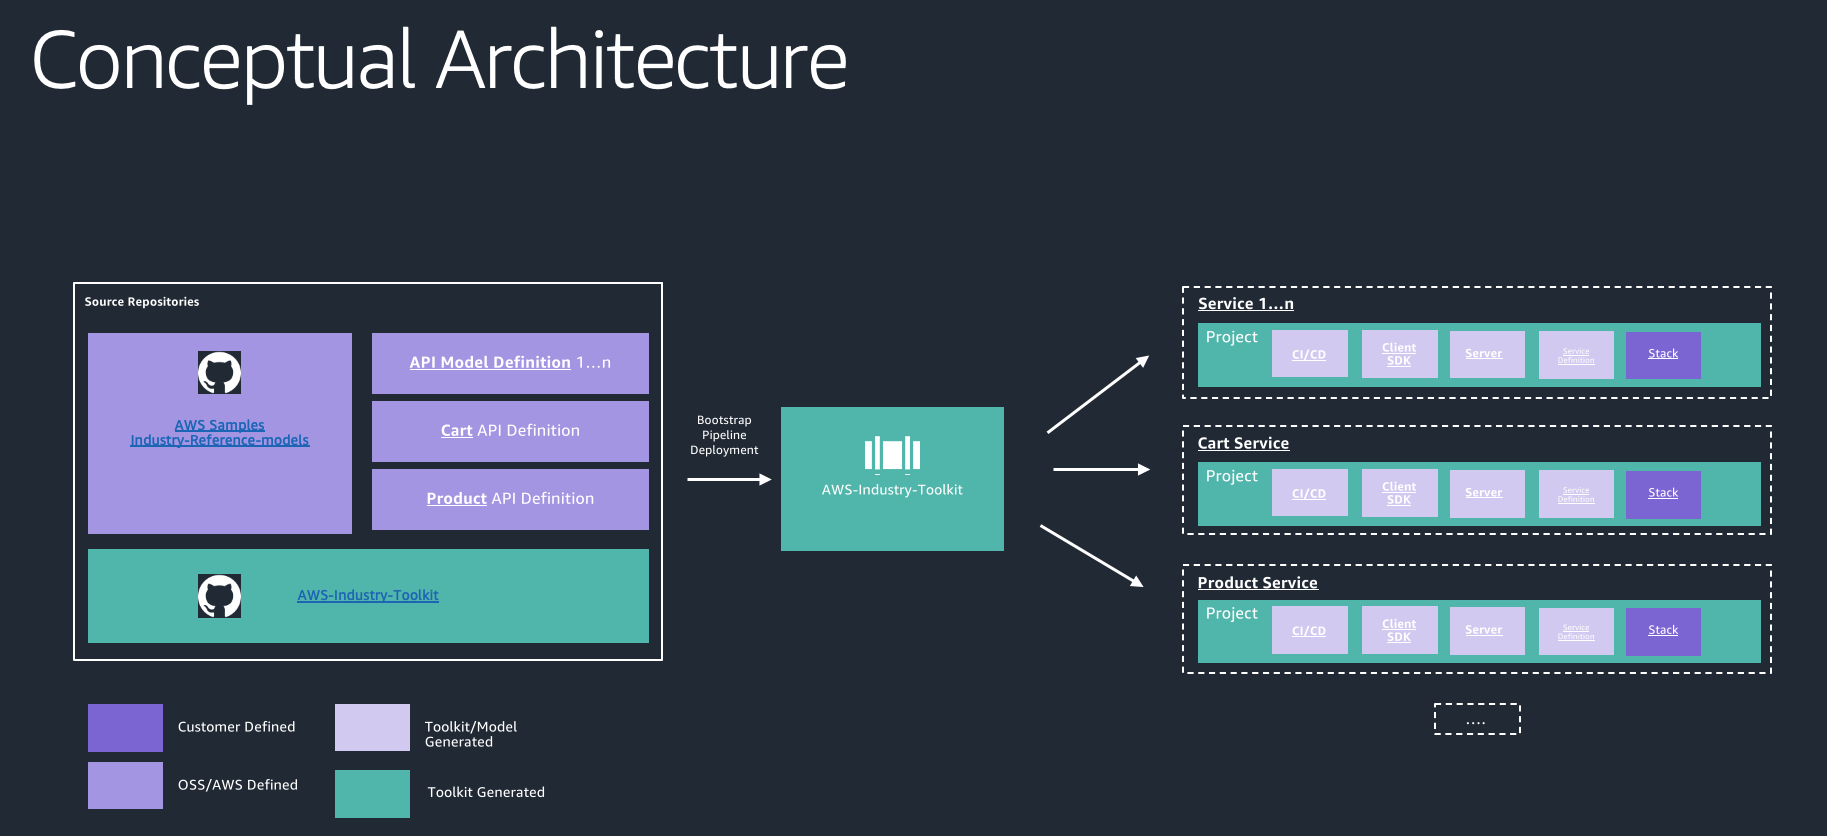 Conceptual Architecture
Source Repositories
AWS Samples
Industry-Reference-models
API Model Definition 1...n
Cart API Definition
Product API Definition
AWS-Industry-Toolkit
Bootstrap
Pipeline
Deployment
AWS-Industry-Toolkit
Service 1...n
Project
CI/CD
Client
SDK
Server
Service
Definition
Stack
Cart Service
Project
CI/CD
Client
SDK
Server
Service
Definition
Stack
Product Service
Project
CI/CD
Client
SDK
Server
Service
Definition
Stack
....
Customer Defined
Toolkit/Model
Generated
OSS/AWS Defined
Toolkit Generated